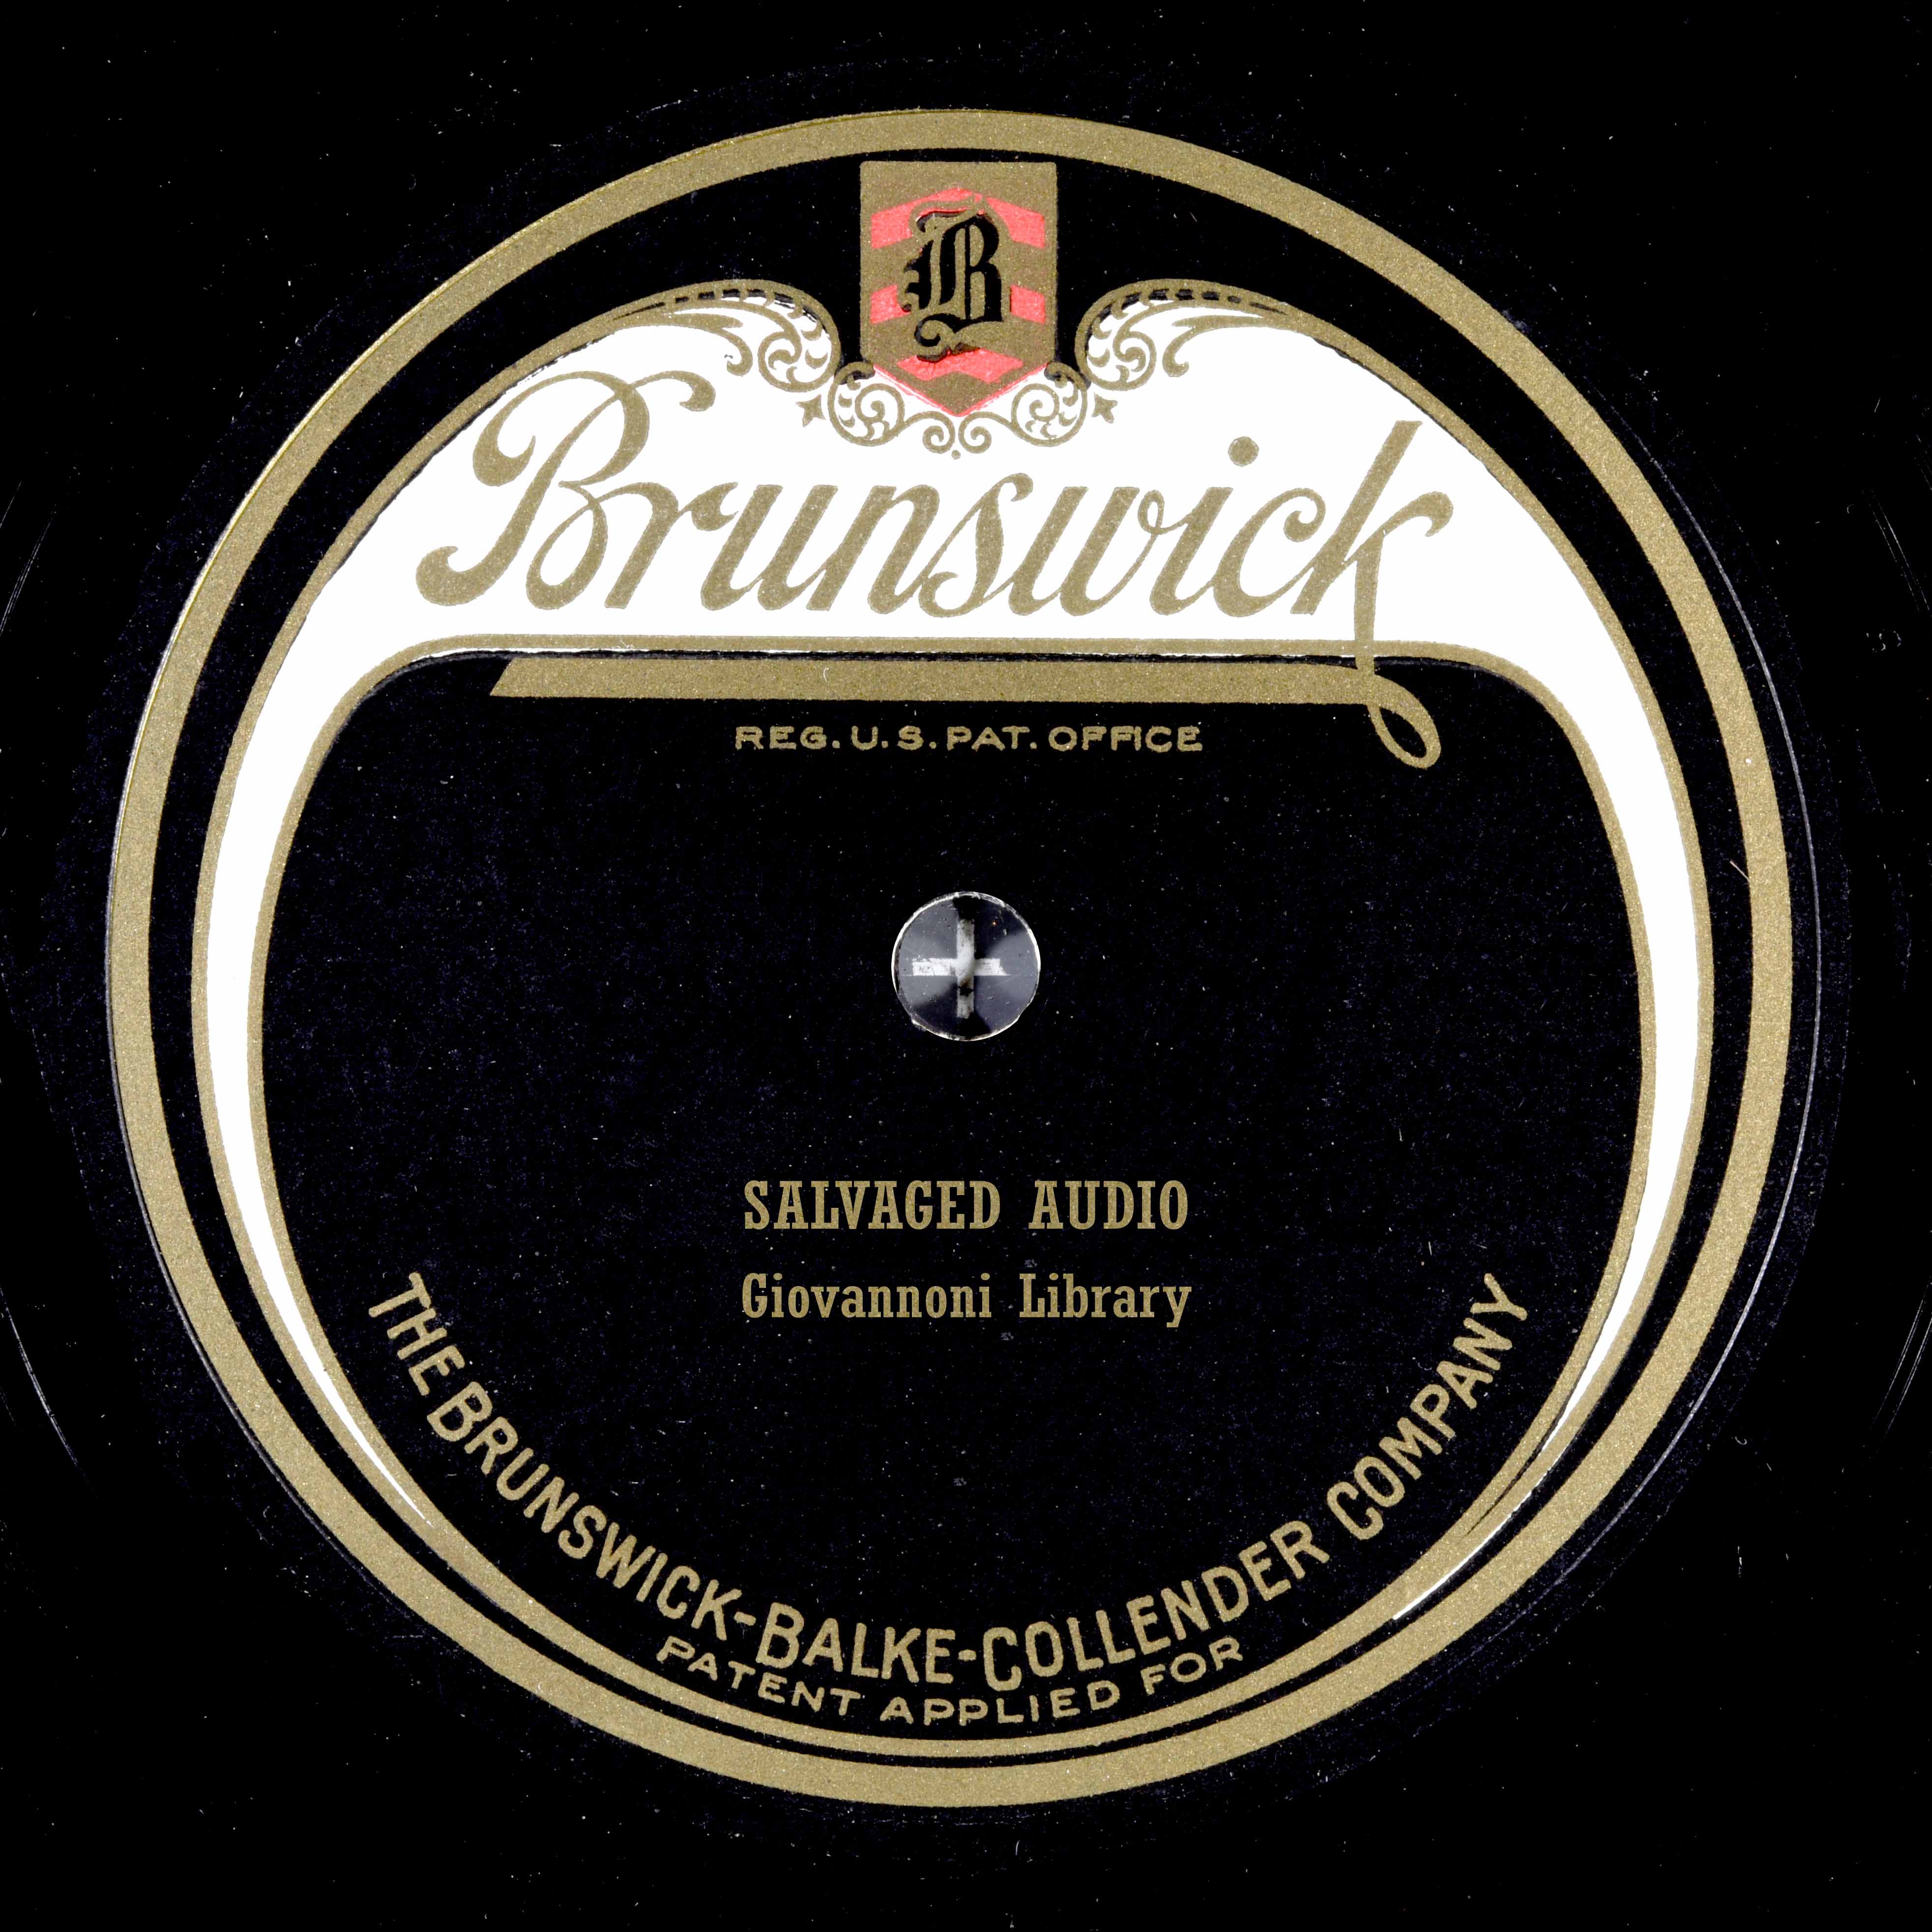 B
Brunswick
REG. U.S. PAT. OFFICE
SALVAGED AUDIO
Giovannoni Library
THE BRUNSWICK-BALKE-COLLENDER COMPANY
PATENT APPLIED FOR